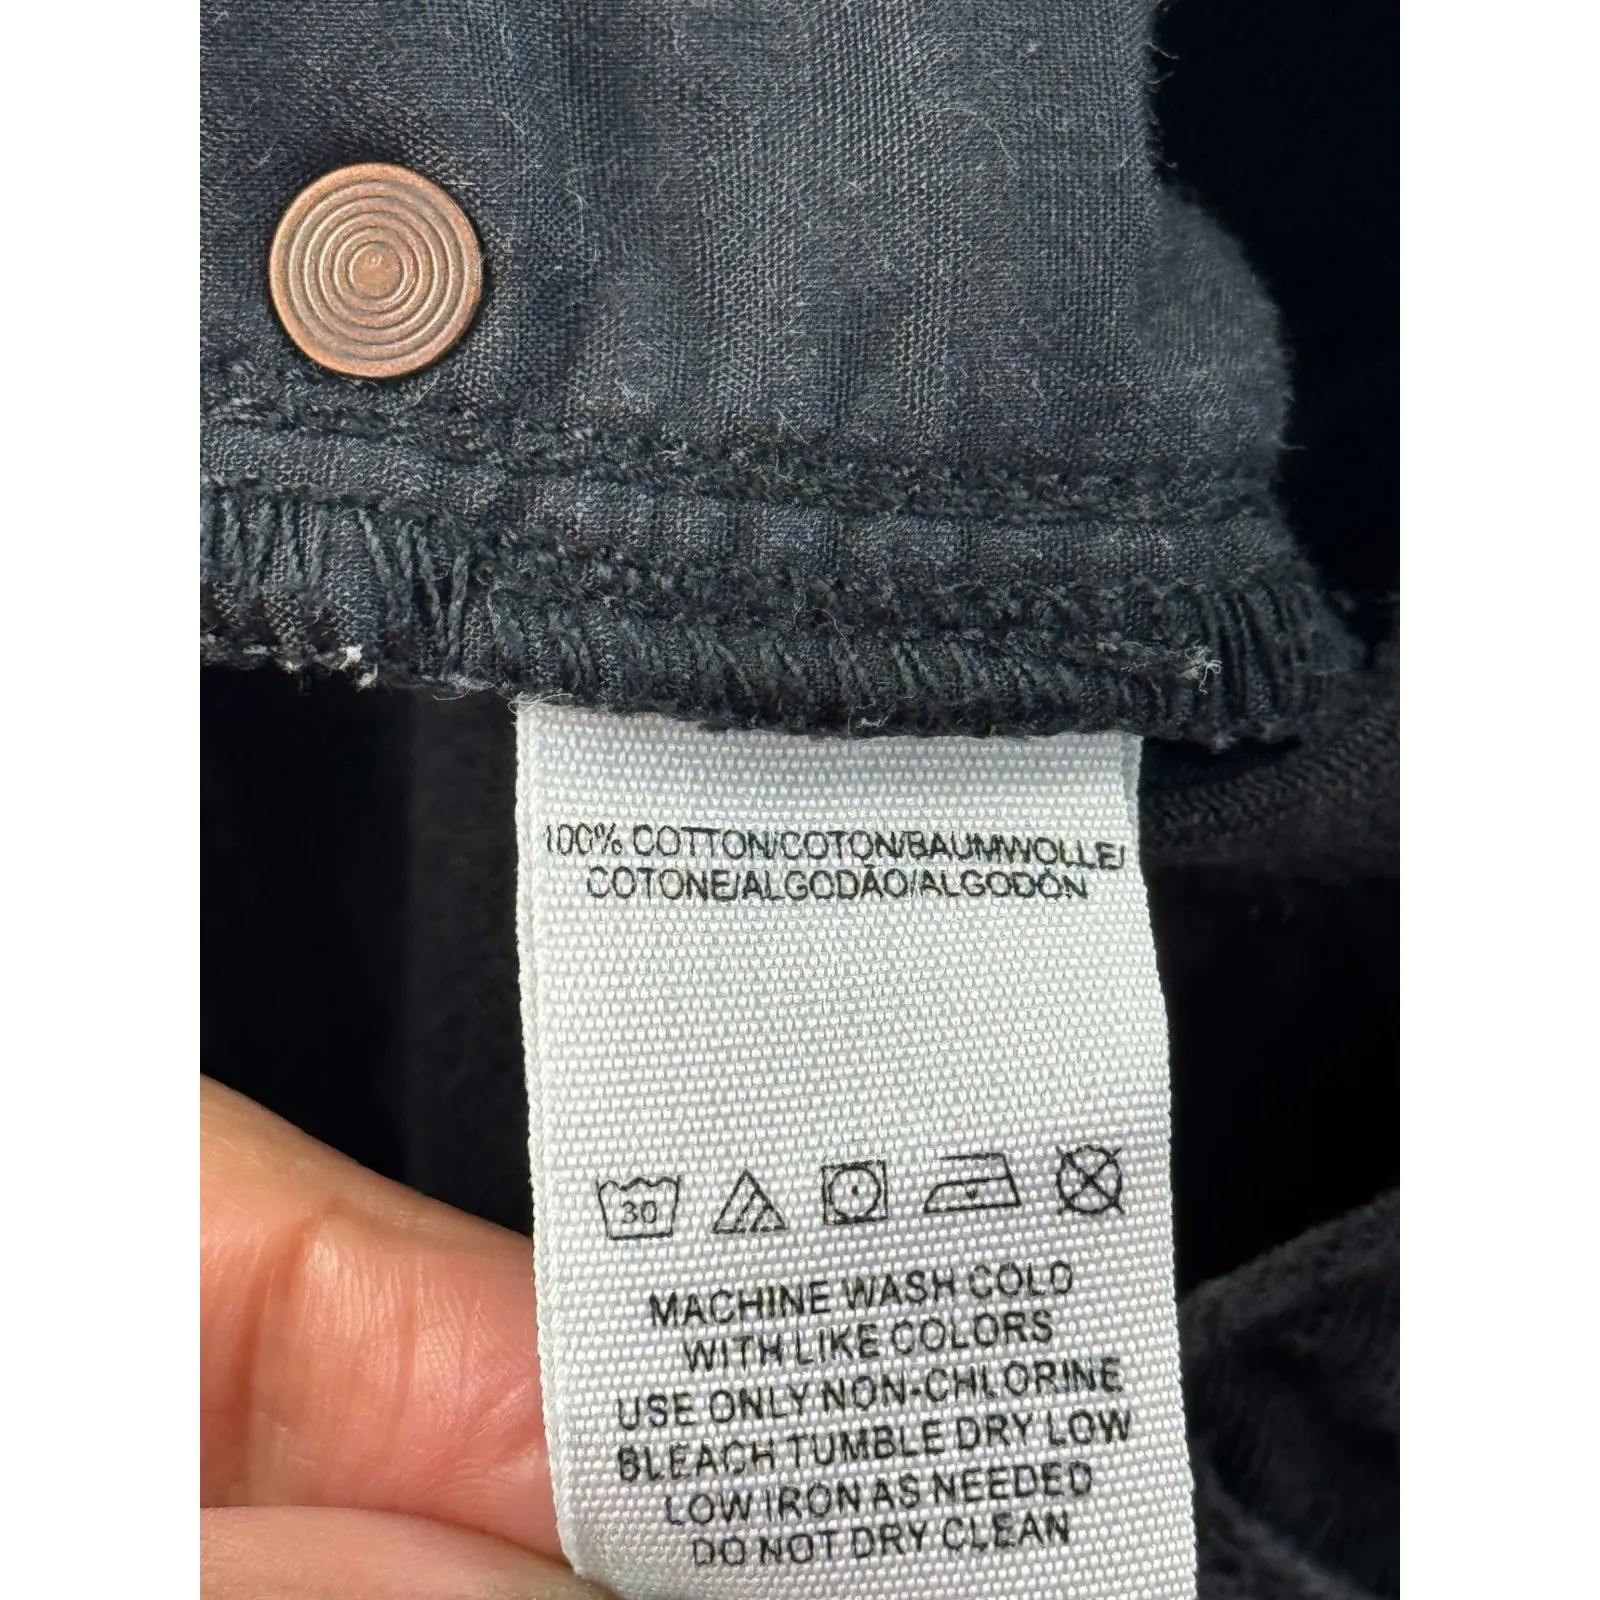 100% COTTON/COTON/BAUMWOLLE/
COTONE/ALGODÃO/ALGODÓN
30
MACHINE WASH COLD
WITH LIKE COLORS
USE ONLY NON-CHLORINE
BLEACH TUMBLE DRY LOW
LOW IRON AS NEEDED
DO NOT DRY CLEAN